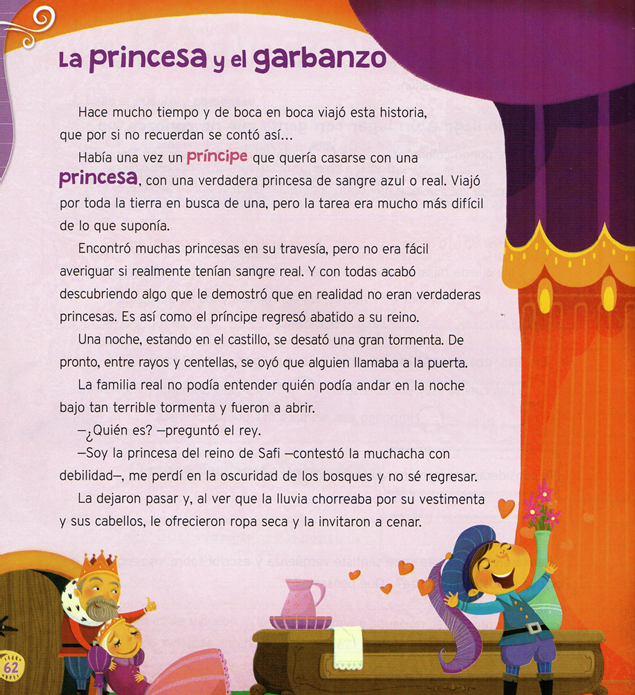 La princesa y el garbanzo
Hace mucho tiempo y de boca en boca viajó esta historia,
que por si no recuerdan se contó así...
Había una vez un príncipe que quería casarse con una
princesa, con una verdadera princesa de sangre azul o real. Viajó
por toda la tierra en busca de una, pero la tarea era mucho más difícil
de lo que suponía.
Encontró muchas princesas en su travesía, pero no era fácil
averiguar si realmente tenían sangre real. Y con todas acabó
descubriendo algo que le demostró que en realidad no eran verdaderas
princesas. Es así como el príncipe regresó abatido a su reino.
Una noche, estando en el castillo, se desató una gran tormenta. De
pronto, entre rayos y centellas, se oyó que alguien llamaba a la puerta.
La familia real no podía entender quién podía andar en la noche
bajo tan terrible tormenta y fueron a abrir.
—¿Quién es? —preguntó el rey.
—Soy la princesa del reino de Safi —contestó la muchacha con
debilidad—, me perdí en la oscuridad de los bosques y no sé regresar.
La dejaron pasar y, al ver que la lluvia chorreaba por su vestimenta
y sus cabellos, le ofrecieron ropa seca y la invitaron a cenar.
62